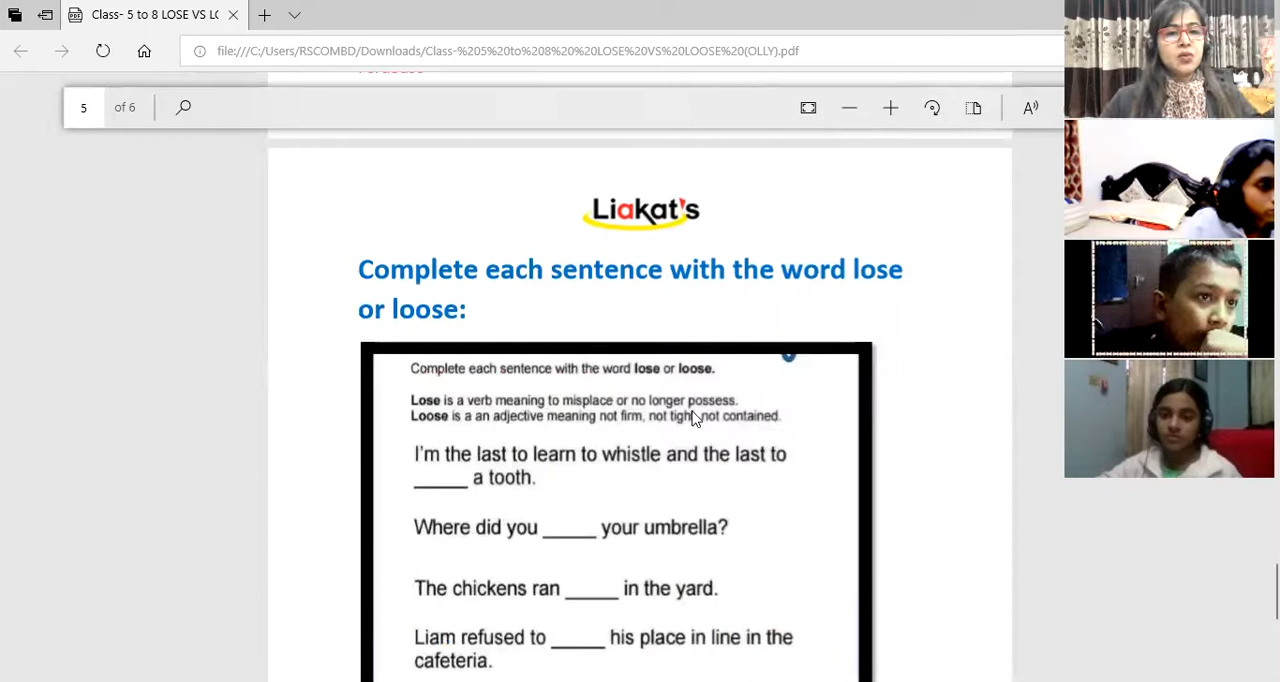 Class- 5 to 8 LOSE VS LO
file:///C:/Users/RSCOMBD/Downloads/Class-%205%20to%208%20%20LOSE%20VS%20LOOSE%20(OLLY).pdf
5 of 6
Liakat's
Complete each sentence with the word lose
or loose:
Complete each sentence with the word lose or loose.
Lose is a verb meaning to misplace or no longer possess.
Loose is a an adjective meaning not firm, not tight, not contained.
I'm the last to learn to whistle and the last to
_____ a tooth.
Where did you _____ your umbrella?
The chickens ran _____ in the yard.
Liam refused to _____ his place in line in the
cafeteria.